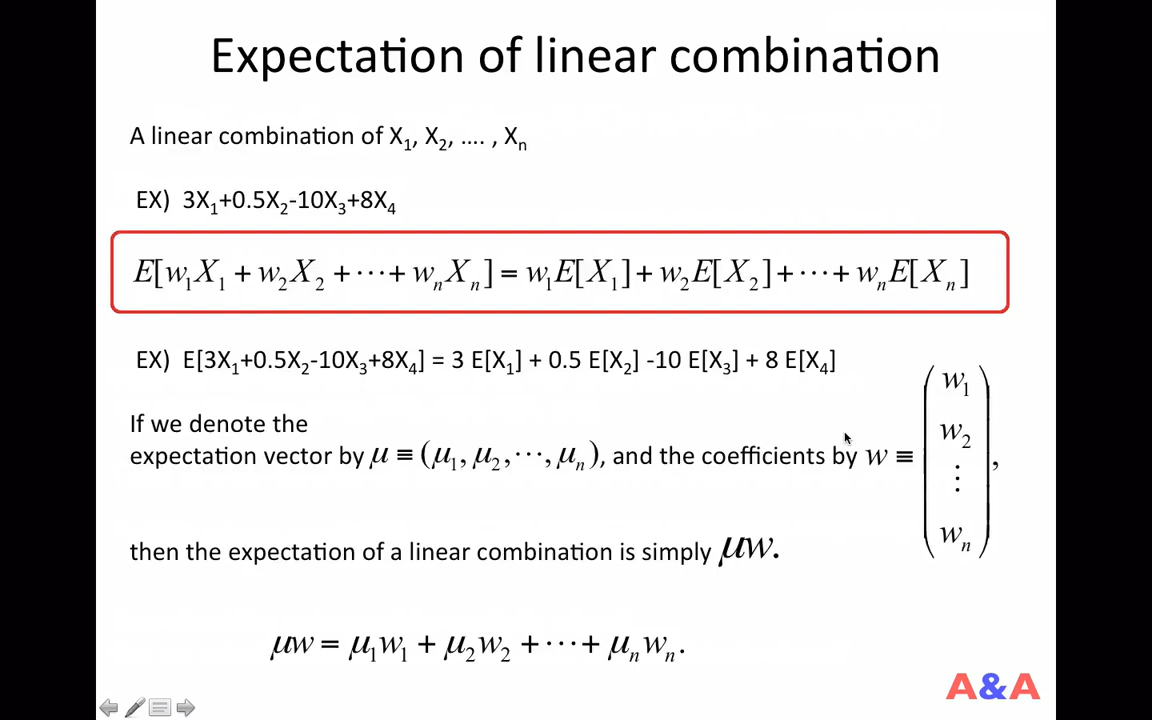 Expectation of linear combination
A linear combination of X₁, X₂, .... , Xₙ
EX) 3X₁+0.5X₂-10X₃+8X₄
E[w₁X₁ + w₂X₂ + ⋯ + wₙXₙ] = w₁E[X₁] + w₂E[X₂] + ⋯ + wₙE[Xₙ]
EX) E[3X₁+0.5X₂-10X₃+8X₄] = 3 E[X₁] + 0.5 E[X₂] -10 E[X₃] + 8 E[X₄]
If we denote the
expectation vector by μ ≡ (μ₁, μ₂, ⋯, μₙ), and the coefficients by w ≡
w₁
w₂
⋮
wₙ
,
then the expectation of a linear combination is simply μw.
μw = μ₁w₁ + μ₂w₂ + ⋯ + μₙwₙ.
A&A